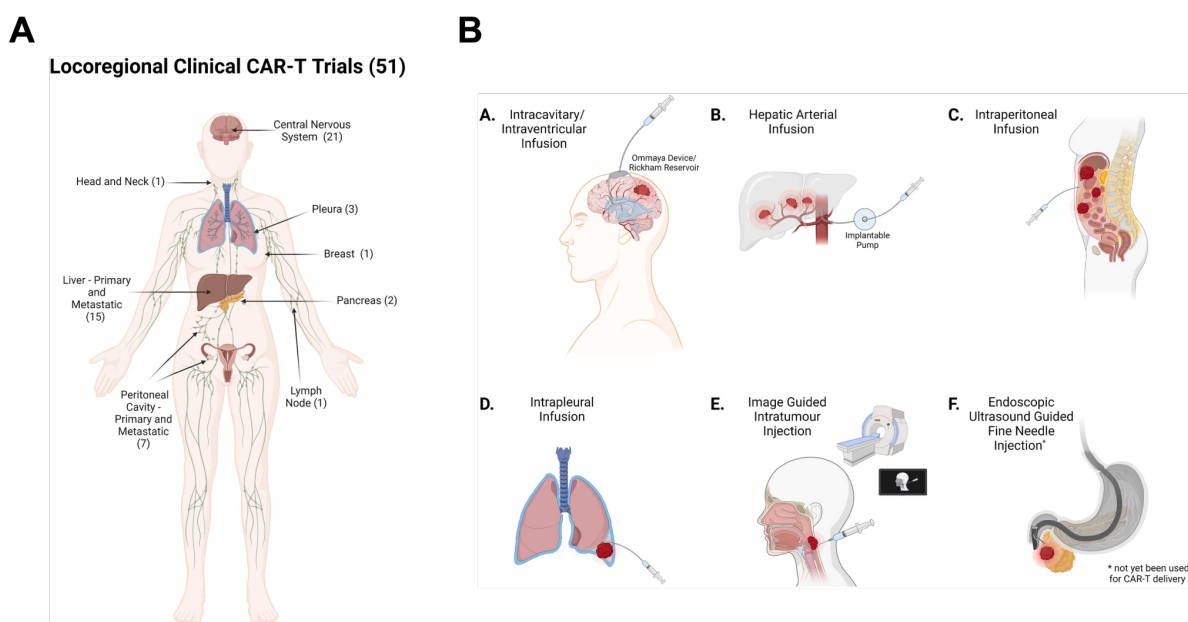 A
Locoregional Clinical CAR-T Trials (51)
Central Nervous
System (21)
Head and Neck (1)
Pleura (3)
Breast (1)
Liver - Primary
and
Metastatic
(15)
Pancreas (2)
Peritoneal
Cavity -
Primary and
Metastatic
(7)
Lymph
Node (1)
B
A. Intracavitary/
Intraventricular
Infusion
Ommaya Device/
Rickham Reservoir
B. Hepatic Arterial
Infusion
Implantable
Pump
C. Intraperitoneal
Infusion
D. Intrapleural
Infusion
E. Image Guided
Intratumour
Injection
F. Endoscopic
Ultrasound Guided
Fine Needle
Injection*
* not yet been used
for CAR-T delivery